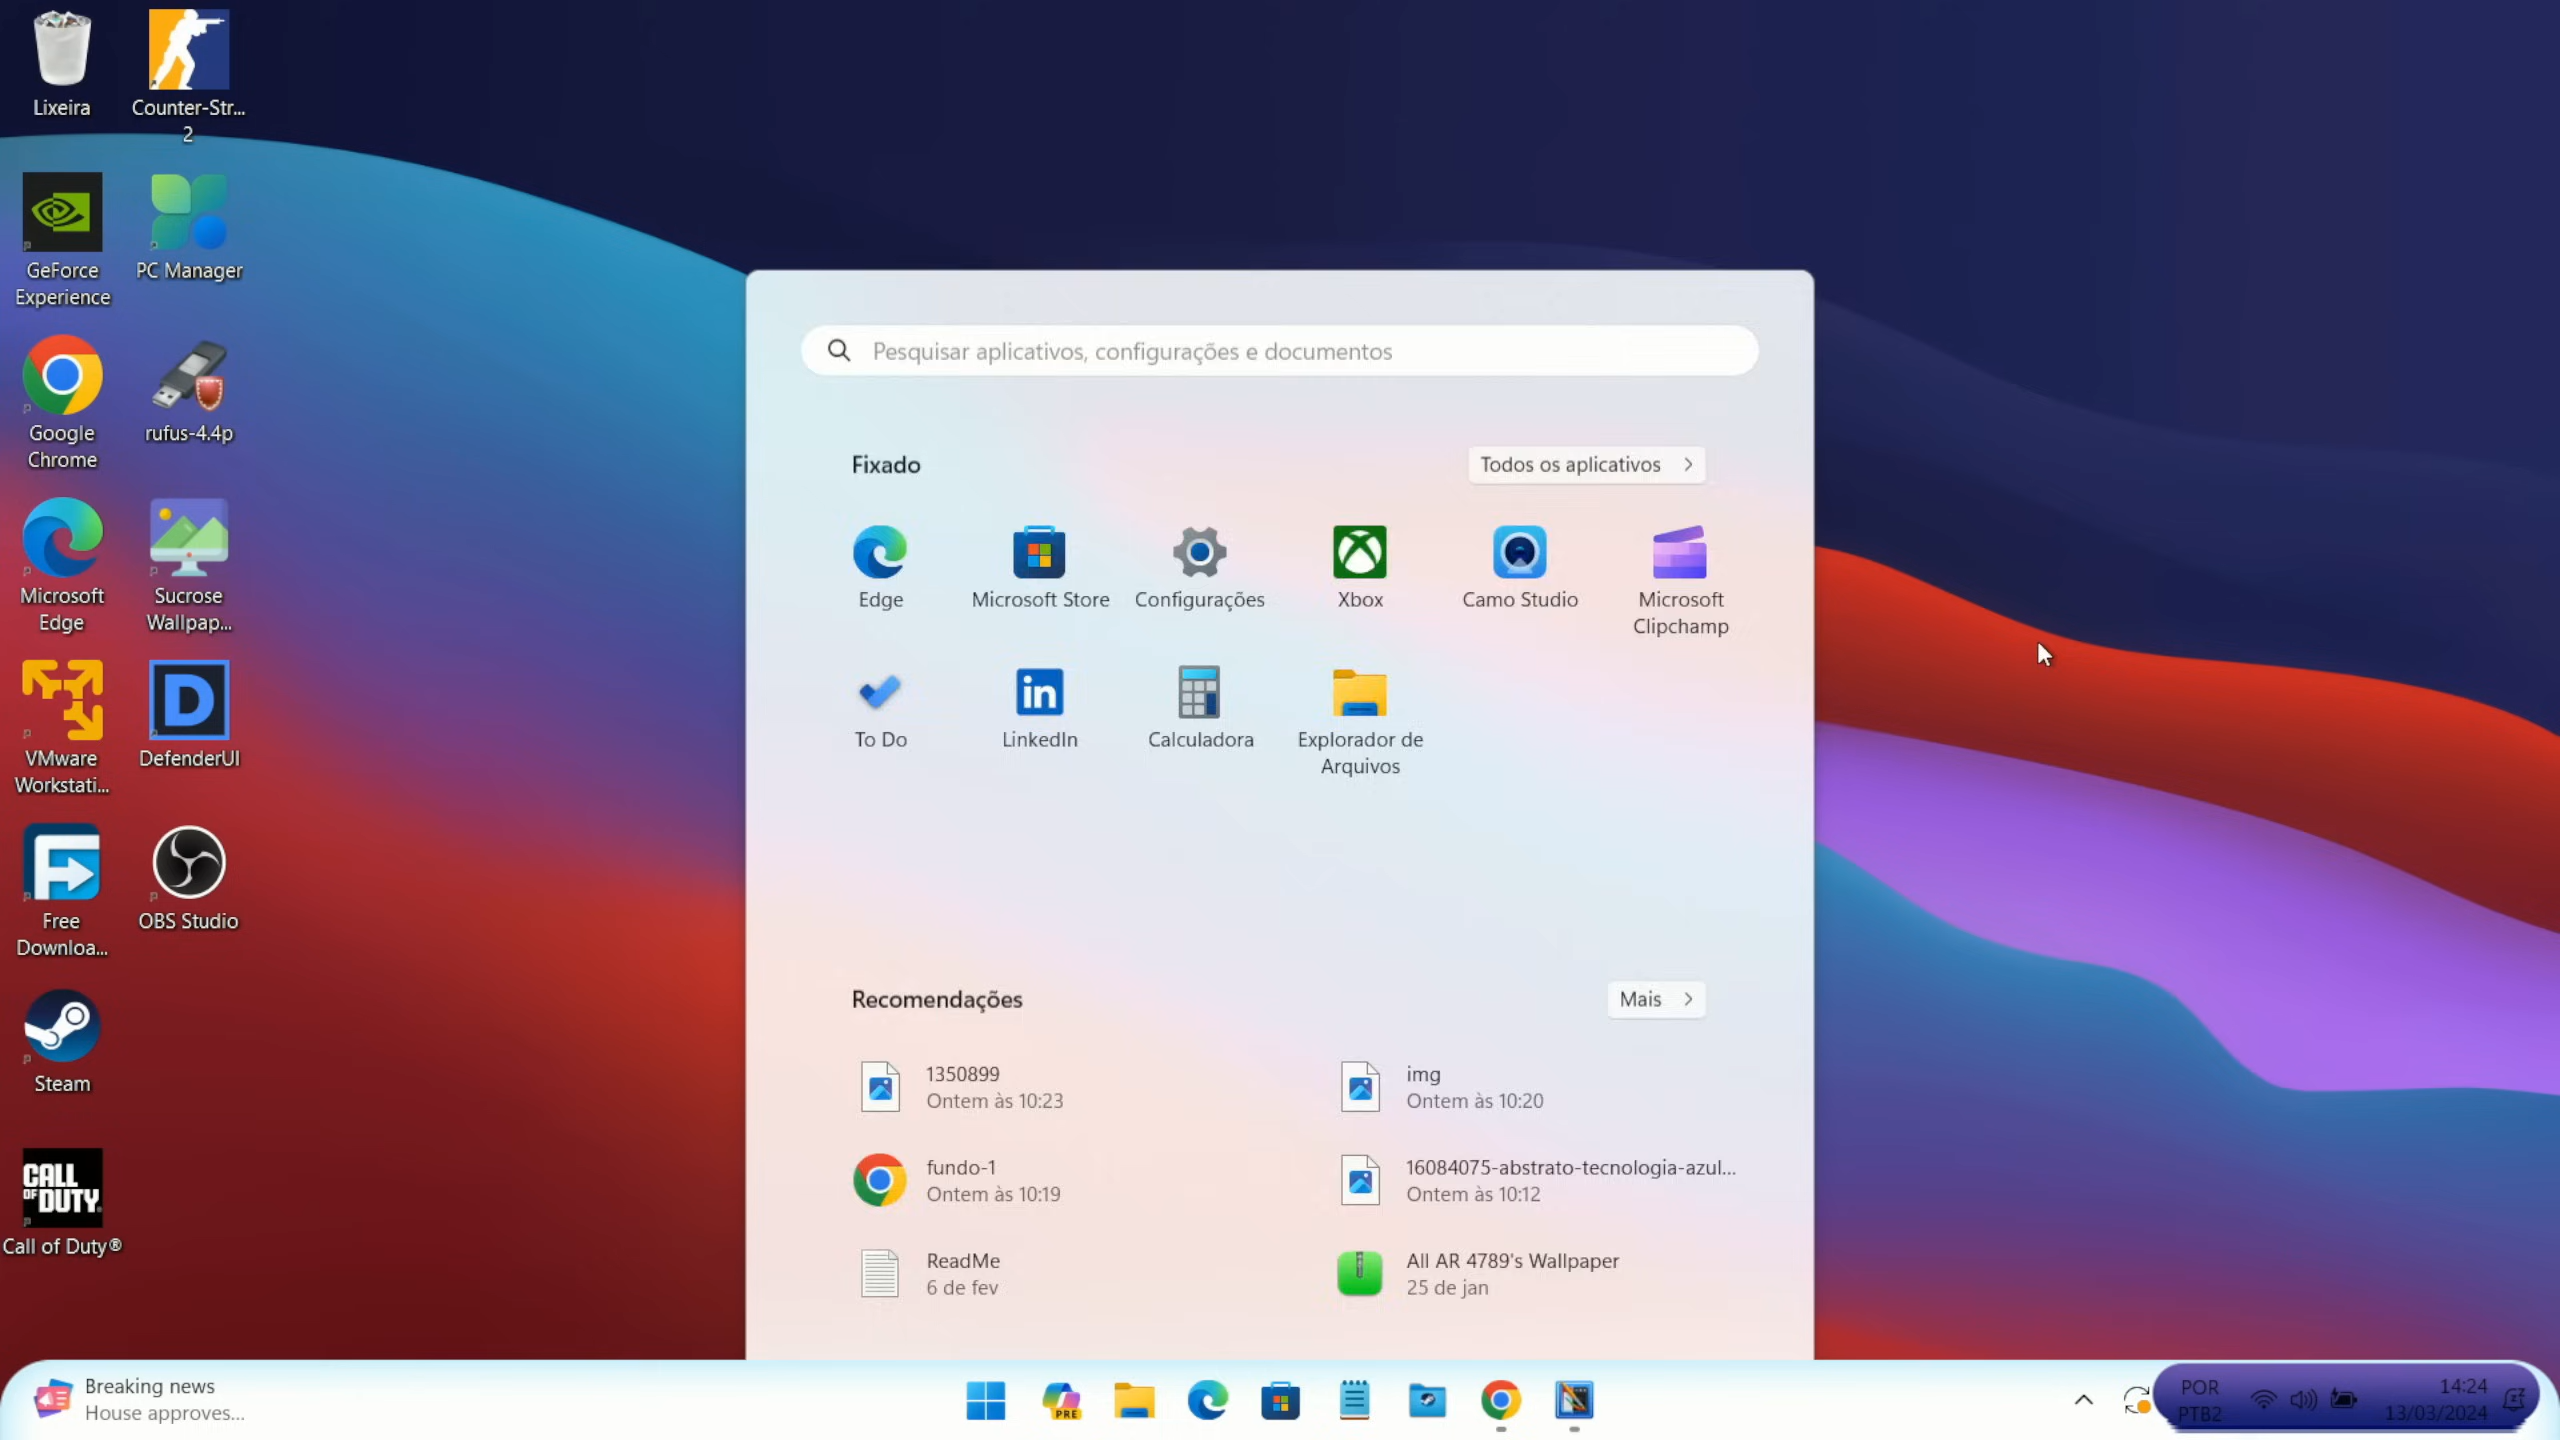 Lixeira
Counter-Str...
2
GeForce
Experience
PC Manager
Google
Chrome
rufus-4.4p
Microsoft
Edge
Sucrose
Wallpap...
VMware
Workstati...
D
DefenderUI
Free
Downloa...
OBS Studio
Steam
CALL
OF DUTY
Call of Duty®
Pesquisar aplicativos, configurações e documentos
Fixado
Todos os aplicativos
Edge
Microsoft Store
Configurações
Xbox
Camo Studio
Microsoft
Clipchamp
in
To Do
LinkedIn
Calculadora
Explorador de
Arquivos
Recomendações
Mais
1350899
Ontem às 10:23
img
Ontem às 10:20
fundo-1
Ontem às 10:19
16084075-abstrato-tecnologia-azul...
Ontem às 10:12
ReadMe
6 de fev
All AR 4789's Wallpaper
25 de jan
Breaking news
House approves...
PRE
POR
PTB2
14:24
13/03/2024